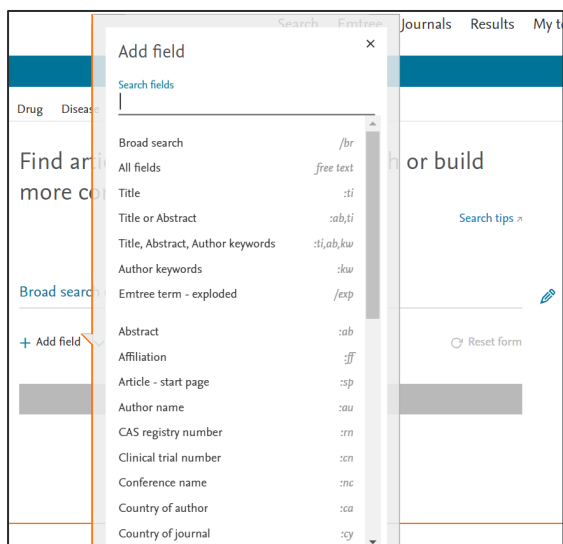 Search Emtree Journals Results My to
Add field
×
Search fields
Drug Disease
Broad search /br
All fields free text
Title :ti
Title or Abstract :ab,ti
Title, Abstract, Author keywords :ti,ab,kw
Author keywords :kw
Emtree term - exploded /exp
Abstract :ab
Affiliation :ff
Article - start page :sp
Author name :au
CAS registry number :rn
Clinical trial number :cn
Conference name :nc
Country of author :ca
Country of journal :cy
Find arti h or build
more co
Search tips
Broad search
+ Add field
Reset form